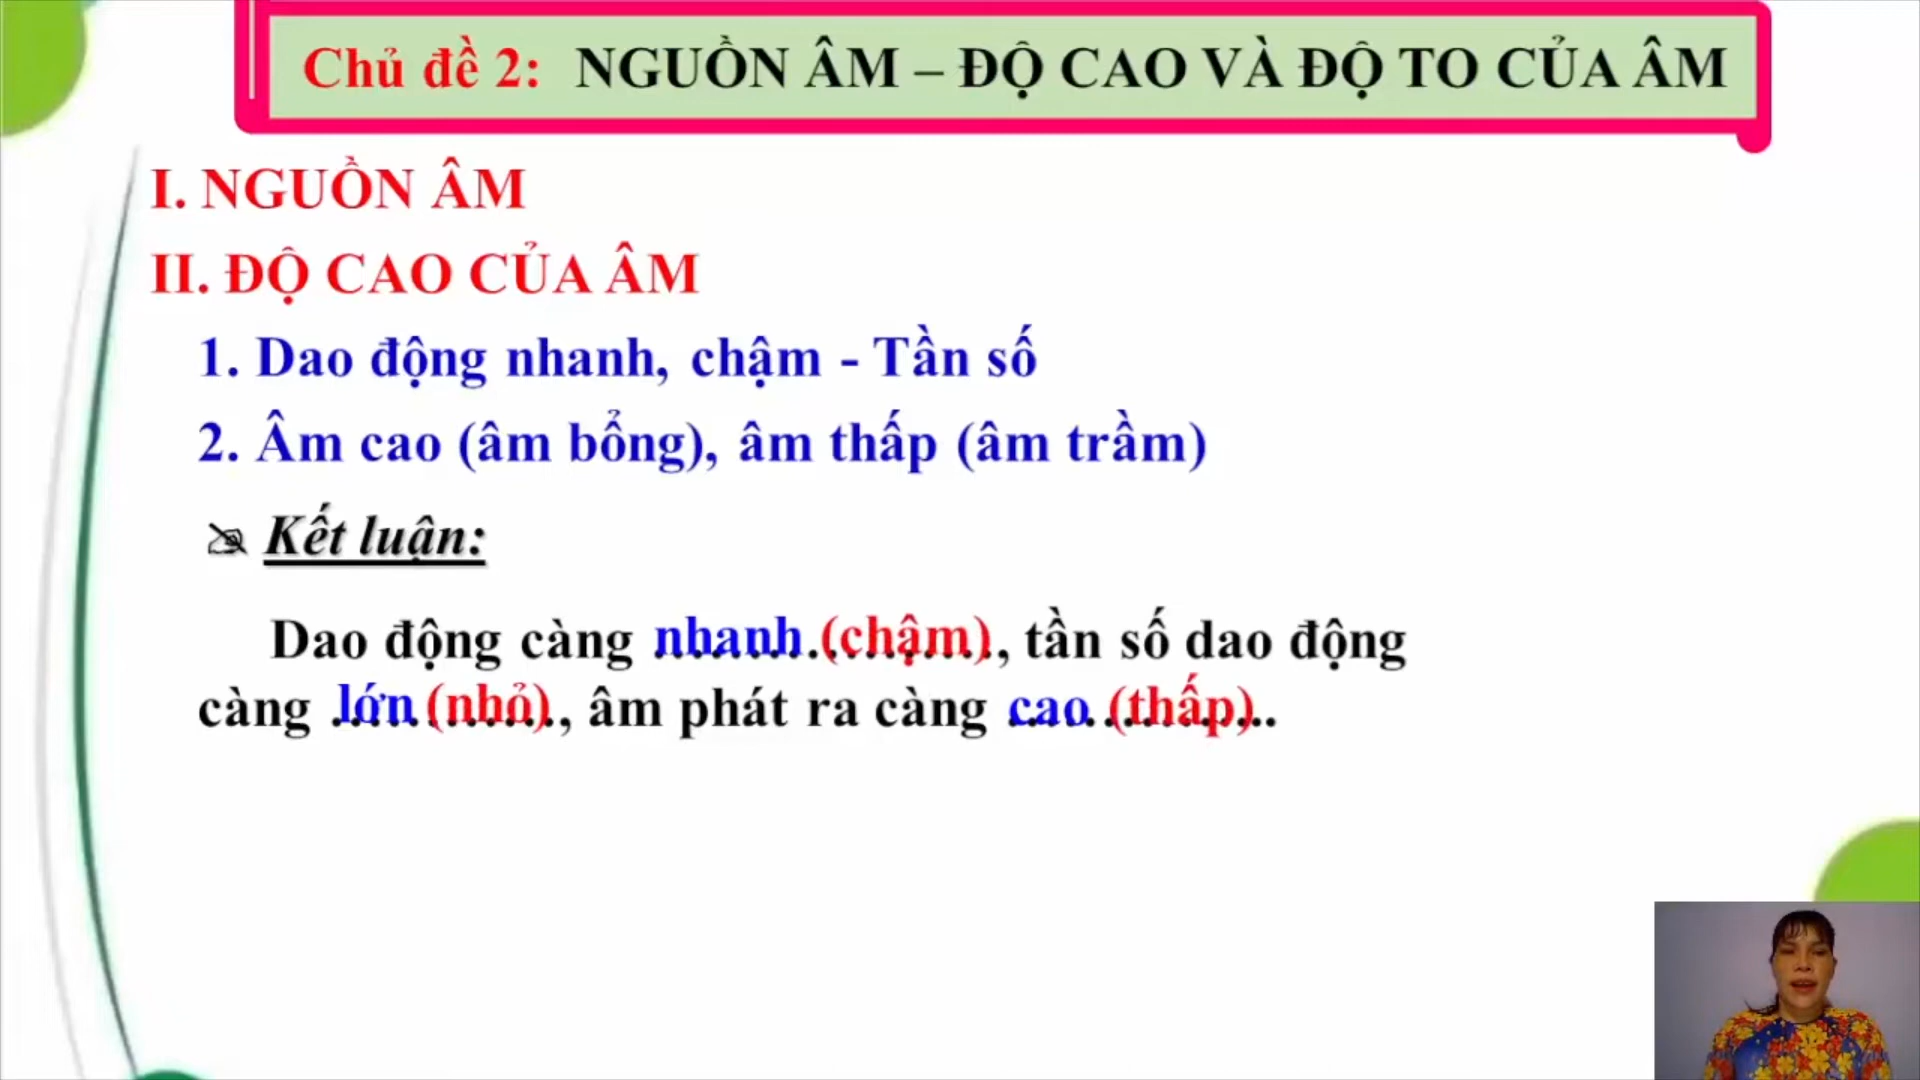 Chủ đề 2: NGUỒN ÂM – ĐỘ CAO VÀ ĐỘ TO CỦA ÂM
I. NGUỒN ÂM
II. ĐỘ CAO CỦA ÂM
1. Dao động nhanh, chậm - Tần số
2. Âm cao (âm bổng), âm thấp (âm trầm)
Kết luận:
Dao động càng nhanh (chậm), tần số dao động
càng lớn (nhỏ), âm phát ra càng cao (thấp).